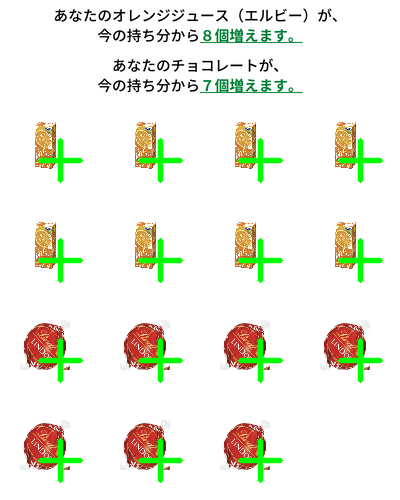 あなたのオレンジジュース（エルビー）が、
今の持ち分から８個増えます。
あなたのチョコレートが、
今の持ち分から７個増えます。